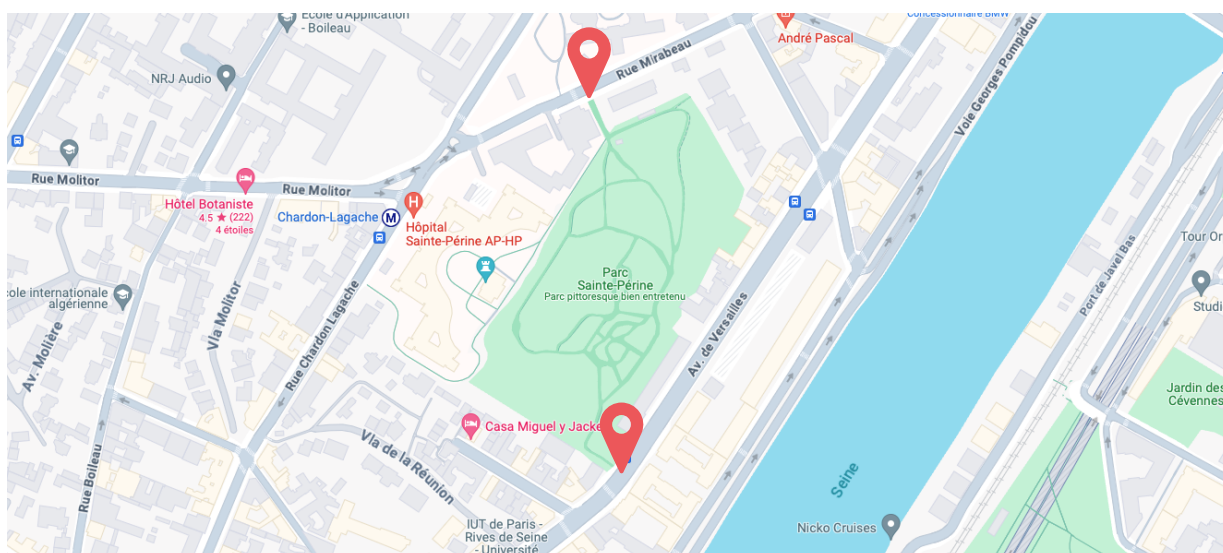 École d'Application
- Boileau
Concessionnaire BMW
André Pascal
Rue Mirabeau
Voie Georges Pompidou
NRJ Audio
Rue Molitor
Rue Molitor
Hôtel Botaniste
4.5 ★ (222)
4 étoiles
Chardon-Lagache
M
H
Hôpital
Sainte-Périne AP-HP
Parc
Sainte-Périne
Parc pittoresque bien entretenu
Tour Or
Port de Javel Bas
cole internationale
algérienne
Vla Molitor
Rue Chardon Lagache
Av. de Versailles
Studi
Av. Molière
Jardin des
Cévennes
Casa Miguel y Jacke
Vla de la Réunion
Rue Boileau
Seine
IUT de Paris -
Rives de Seine
- Université
Nicko Cruises